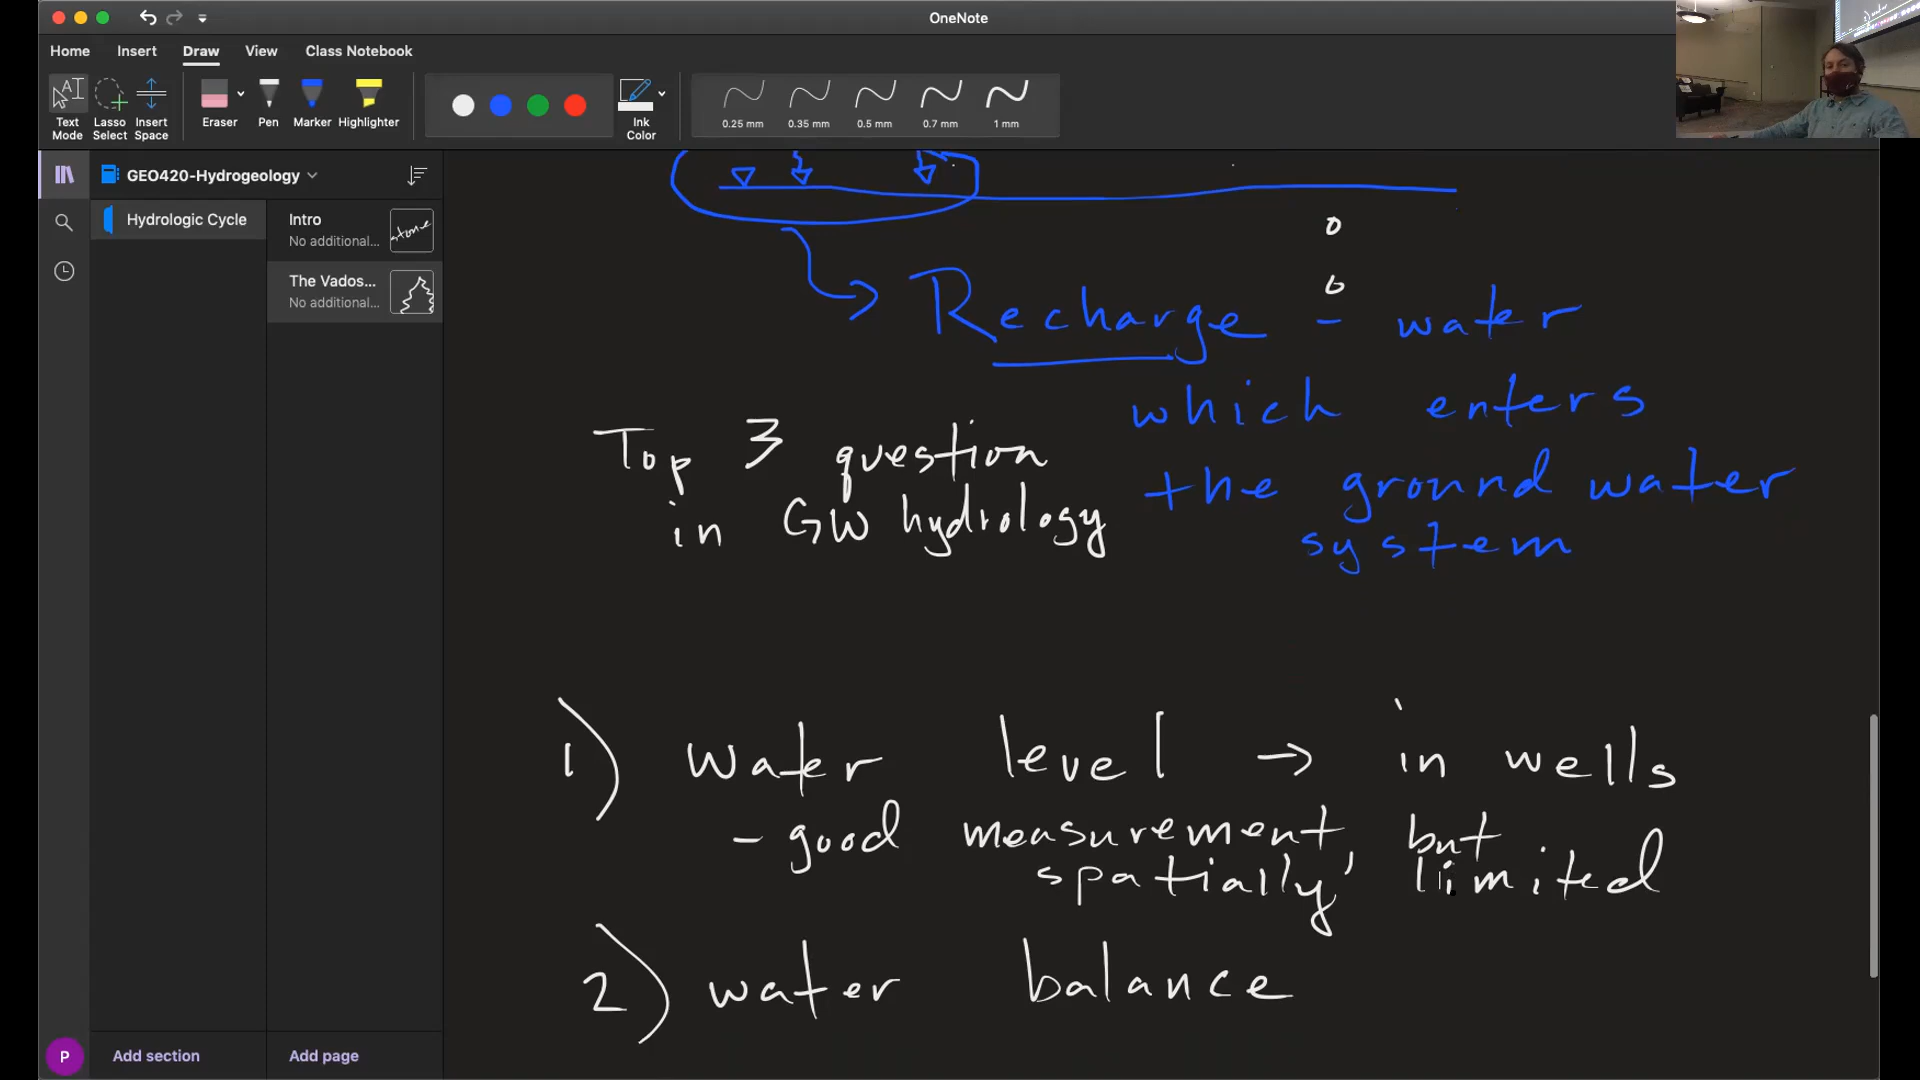 OneNote
Home Insert Draw View Class Notebook
Text Mode
Lasso Select
Insert Space
Eraser
Pen
Marker
Highlighter
Ink Color
0.25 mm 0.35 mm 0.5 mm 0.7 mm 1 mm
GEO420-Hydrogeology
Hydrologic Cycle
Intro
No additional...
The Vados...
No additional...
Recharge - water
which enters
the ground water
system
Top 3 question
in GW hydrology
1) Water level → in wells
- good measurement, but
spatially limited
2) water balance
P
Add section
Add page